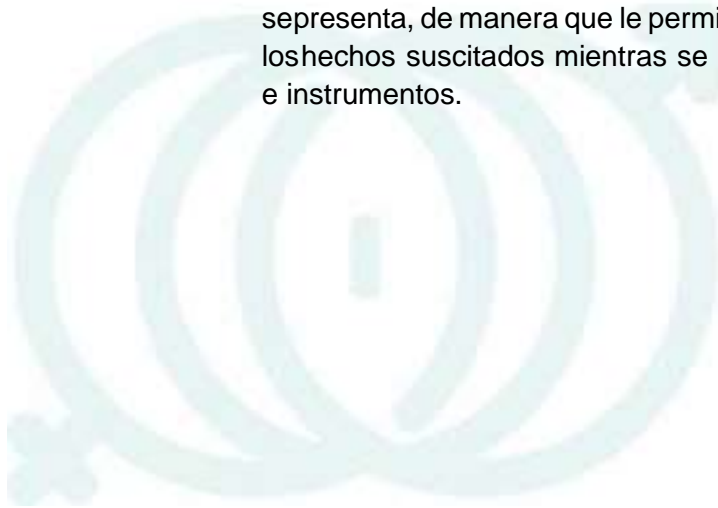 sepresenta, de manera que le permi
loshechos suscitados mientras se
e instrumentos.